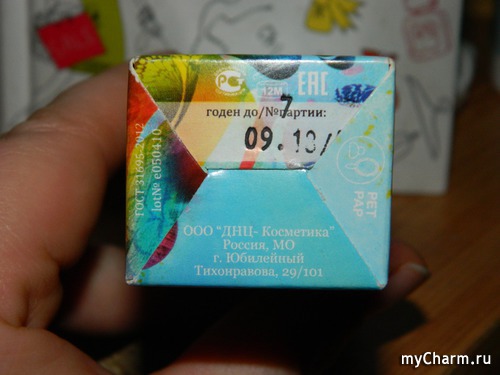 12M
EAC
годен до/№партии:
7
09.18/
ГОСТ 31695-2012
lot№ e050410
PET
PAP
ООО "ДНЦ- Косметика"
Россия, МО
г. Юбилейный
Тихонравова, 29/101
myCharm.ru